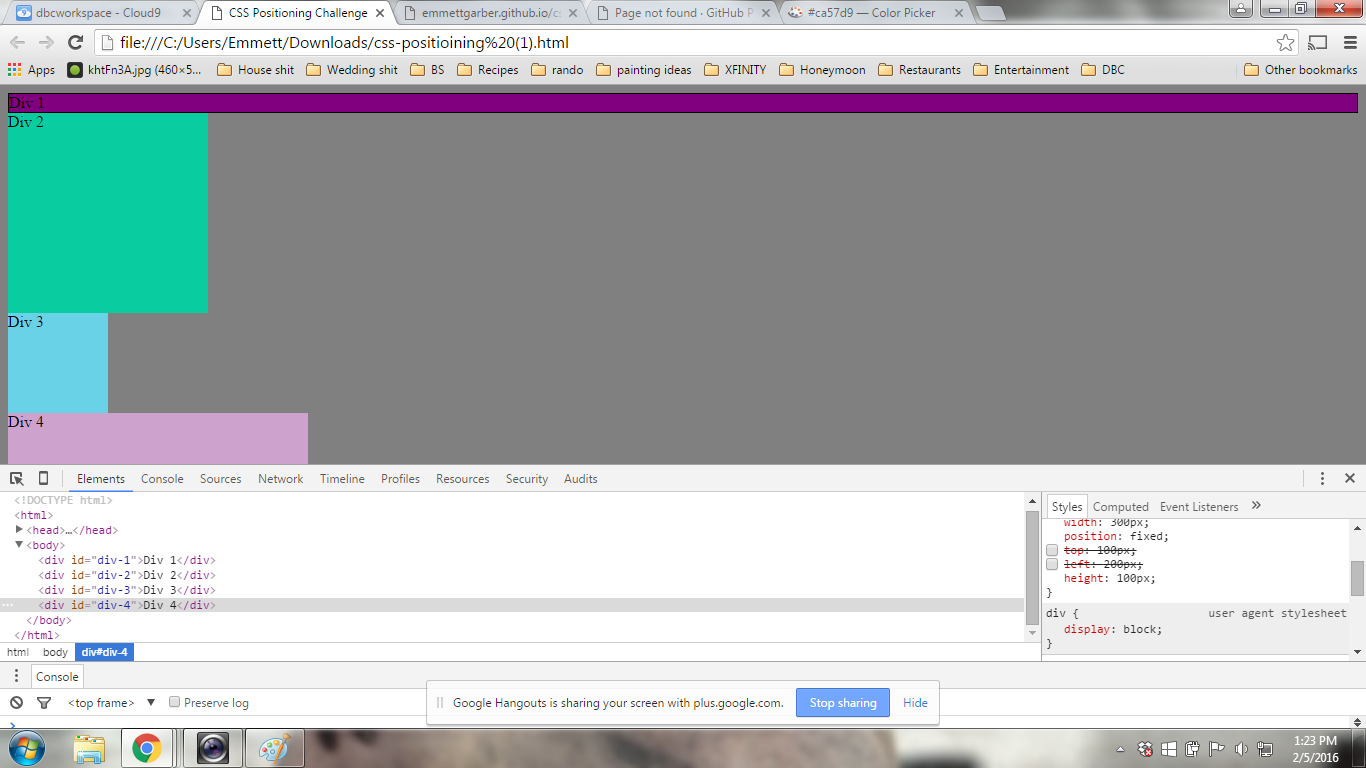 dbcworkspace - Cloud9 CSS Positioning Challenge emmettgarber.github.io/cs Page not found · GitHub P #ca57d9 — Color Picker
file:///C:/Users/Emmett/Downloads/css-positioining%20(1).html
Apps khtFn3A.jpg (460×5... House shit Wedding shit BS Recipes rando painting ideas XFINITY Honeymoon Restaurants Entertainment DBC Other bookmarks
Div 1
Div 2
Div 3
Div 4
Elements Console Sources Network Timeline Profiles Resources Security Audits
<!DOCTYPE html>
<html>
<head>…</head>
<body>
<div id="div-1">Div 1</div>
<div id="div-2">Div 2</div>
<div id="div-3">Div 3</div>
<div id="div-4">Div 4</div>
</body>
</html>
html body div#div-4
Styles Computed Event Listeners »
width: 300px;
position: fixed;
top: 100px;
left: 200px;
height: 100px;
}
div { user agent stylesheet
display: block;
}
Console
<top frame> ▼ Preserve log
Google Hangouts is sharing your screen with plus.google.com. Stop sharing Hide
1:23 PM
2/5/2016